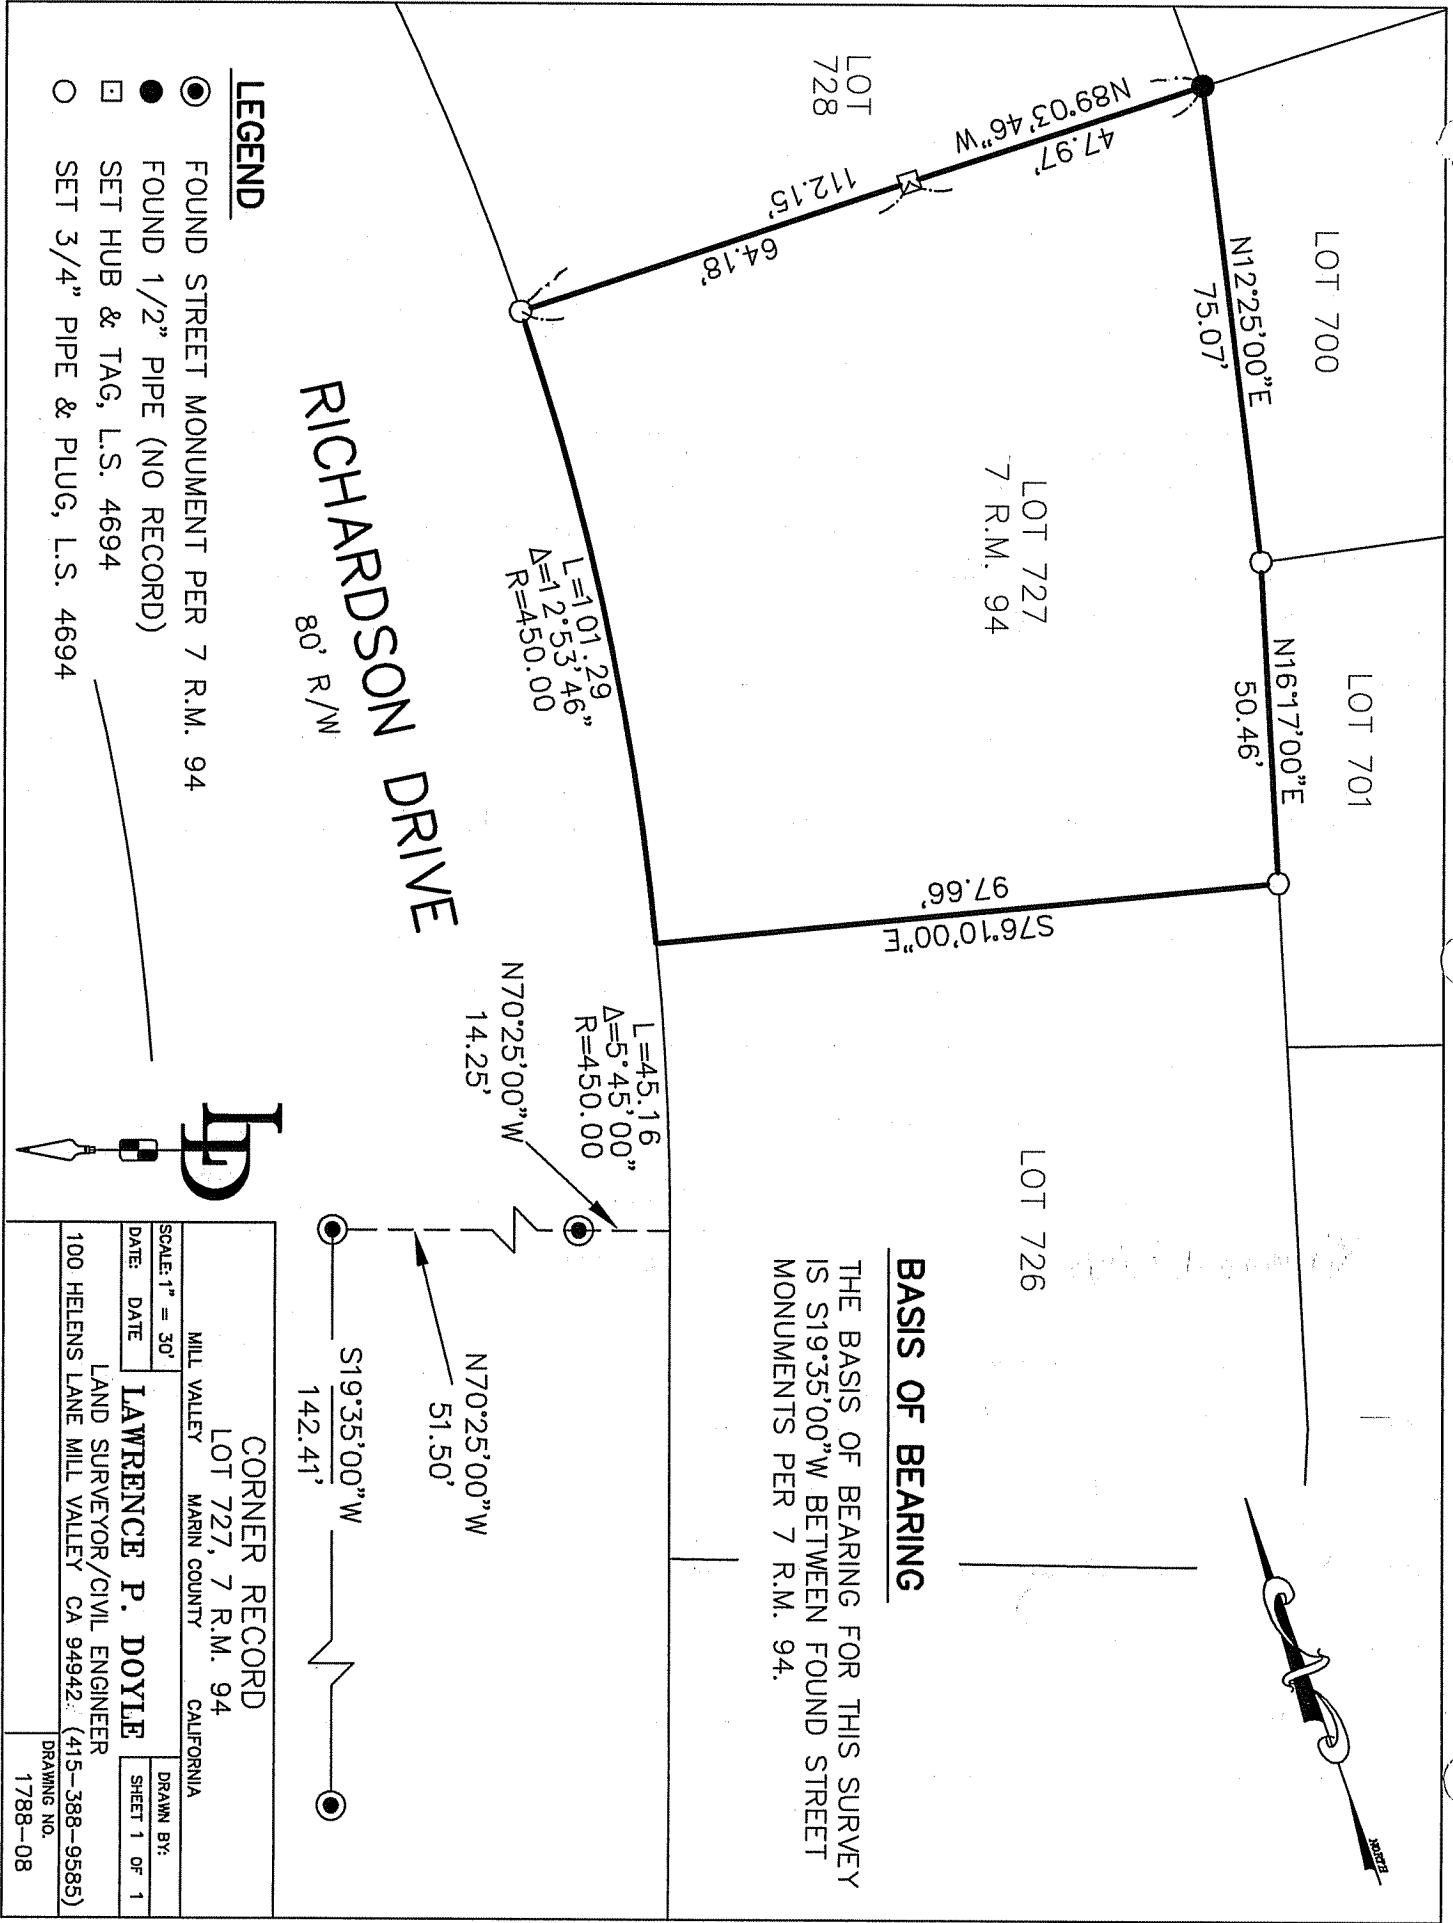 LOT 700
LOT 701
N12°25'00"E
75.07'
N16°17'00"E
50.46'
N89°03'46"W
47.97'
112.15'
64.18'
LOT
728
LOT 727
7 R.M. 94
97.66'
S76°10'00"E
LOT 726
L=101.29
Δ=12°53'46"
R=450.00
L=45.16
Δ=5°45'00"
R=450.00
RICHARDSON DRIVE
80' R/W
N70°25'00"W
14.25'
N70°25'00"W
51.50'
S19°35'00"W
142.41'
BASIS OF BEARING
THE BASIS OF BEARING FOR THIS SURVEY
IS S19°35'00"W BETWEEN FOUND STREET
MONUMENTS PER 7 R.M. 94.
NORTH
LEGEND
FOUND STREET MONUMENT PER 7 R.M. 94
FOUND 1/2" PIPE (NO RECORD)
SET HUB & TAG, L.S. 4694
SET 3/4" PIPE & PLUG, L.S. 4694
CORNER RECORD
LOT 727, 7 R.M. 94
MILL VALLEY MARIN COUNTY CALIFORNIA
SCALE: 1" = 30'
DATE: DATE
LAWRENCE P. DOYLE
LAND SURVEYOR/CIVIL ENGINEER
100 HELENS LANE MILL VALLEY CA 94942 (415-388-9585)
DRAWN BY:
SHEET 1 OF 1
DRAWING NO.
1788-08